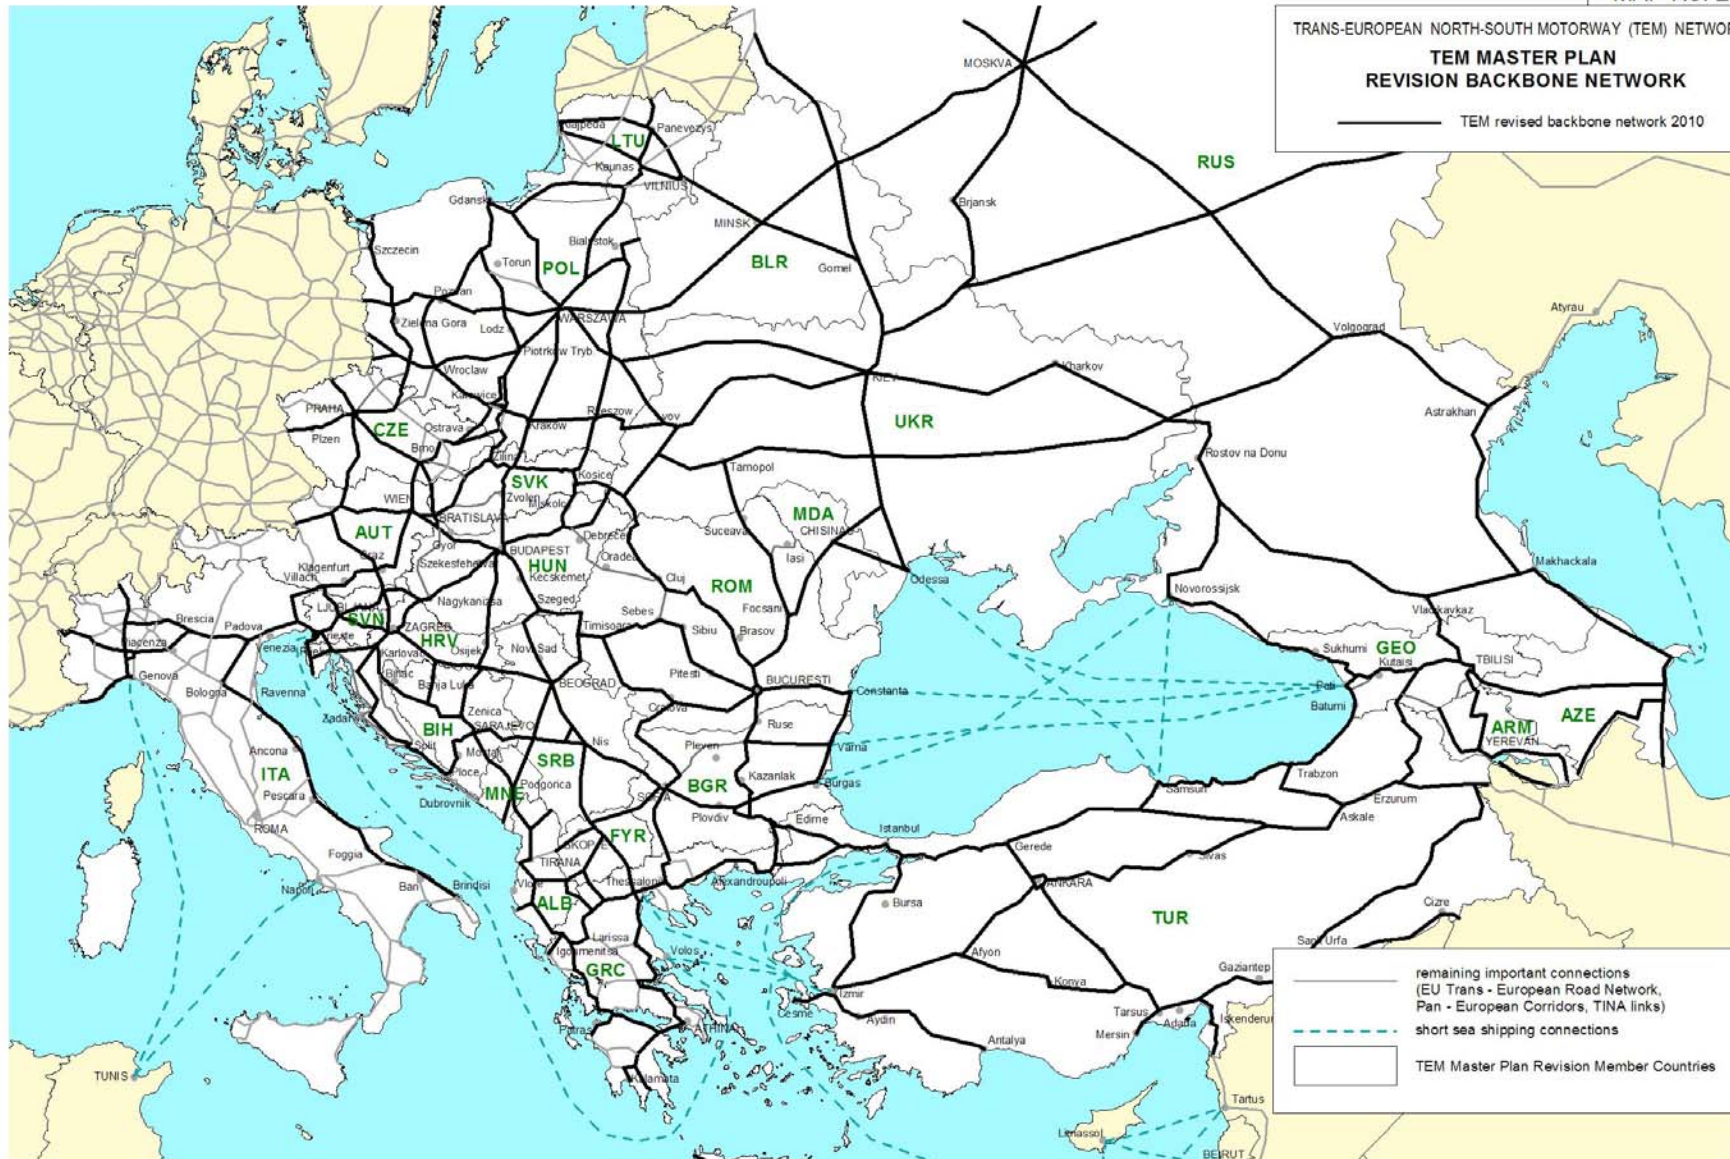 TRANS-EUROPEAN NORTH-SOUTH MOTORWAY (TEM)
TEM MASTER PLAN
REVISION BACKBONE NETWORK
TEM revised backbone network 2010
MOSKVA
RUS
Klajpeda
Panevezys
LTU
Kaunas
VILNIUS
Brjansk
Gdansk
MINSK
Szczecin
Bialystok
Torun
POL
BLR
Gomel
Poznan
Atyrau
Zielona Gora
Lodz
WARSZAWA
Volgograd
Piotrkow Tryb.
Wroclaw
KIEV
Kharkov
Katowice
PRAHA
Rzeszow
Astrakhan
Plzen
CZE
Ostrava
Krakow
UKR
Brno
Zilina
Tarnopol
Rostov na Donu
SVK
Kosice
WIEN
Zvolen
Miskolc
MDA
BRATISLAVA
Suceava
CHISINAU
AUT
Gyor
Debrecen
Iasi
Graz
BUDAPEST
Oradea
Klagenfurt
Szekesfehervar
HUN
Makhackala
Villach
Kecskemet
Cluj
ROM
Odessa
Novorossijsk
LJUBLJANA
Nagykanizsa
Szeged
Sebes
Focsani
Vladikavkaz
Brescia
SVN
ZAGREB
Timisoara
Sibiu
Brasov
Padova
Trieste
HRV
GEO
Sukhumi
Piacenza
Venezia
Rijeka
Karlovac
Osijek
Novi Sad
Kutaisi
TBILISI
Genova
Bihac
Banja Luka
BEOGRAD
Pitesti
BUCURESTI
Poti
Bologna
Ravenna
Constanta
Batumi
Zadar
Zenica
Craiova
AZE
BIH
SARAJEVO
Ruse
ARM
Ancona
Split
Mostar
Nis
Pleven
Varna
YEREVAN
ITA
Ploce
SRB
Kazanlak
Trabzon
Pescara
Dubrovnik
MNE
Podgorica
SOFIA
BGR
Burgas
Samsun
Erzurum
ROMA
Plovdiv
Edirne
Askale
SKOPJE
FYR
Istanbul
Foggia
TIRANA
Gerede
Sivas
Napoli
Bari
Brindisi
Vlore
Thessaloniki
Alexandroupoli
ANKARA
ALB
Bursa
TUR
Cizre
Larissa
Igoumenitsa
Volos
Afyon
Sanli Urfa
GRC
Gaziantep
Izmir
Konya
Cesme
Tarsus
Adana
Iskenderun
Patras
ATHINA
Aydin
Mersin
Antalya
TUNIS
Kalamata
Tartus
Limassol
BEIRUT
remaining important connections
(EU Trans - European Road Network,
Pan - European Corridors, TINA links)
short sea shipping connections
TEM Master Plan Revision Member Countries